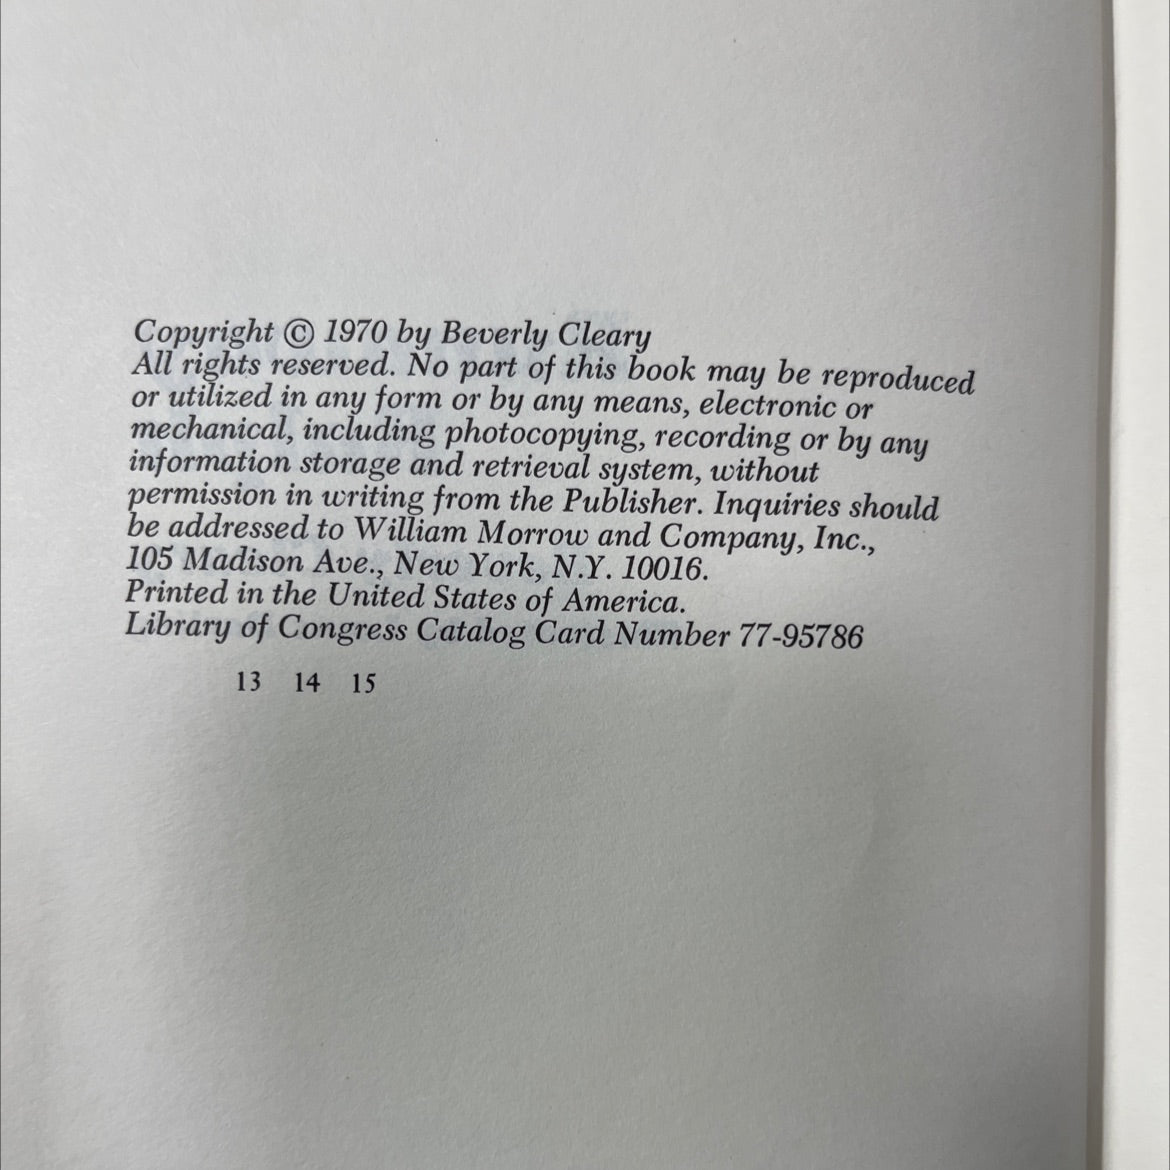 Copyright © 1970 by Beverly Cleary
All rights reserved. No part of this book may be reproduced
or utilized in any form or by any means, electronic or
mechanical, including photocopying, recording or by any
information storage and retrieval system, without
permission in writing from the Publisher. Inquiries should
be addressed to William Morrow and Company, Inc.,
105 Madison Ave., New York, N.Y. 10016.
Printed in the United States of America.
Library of Congress Catalog Card Number 77-95786
13 14 15